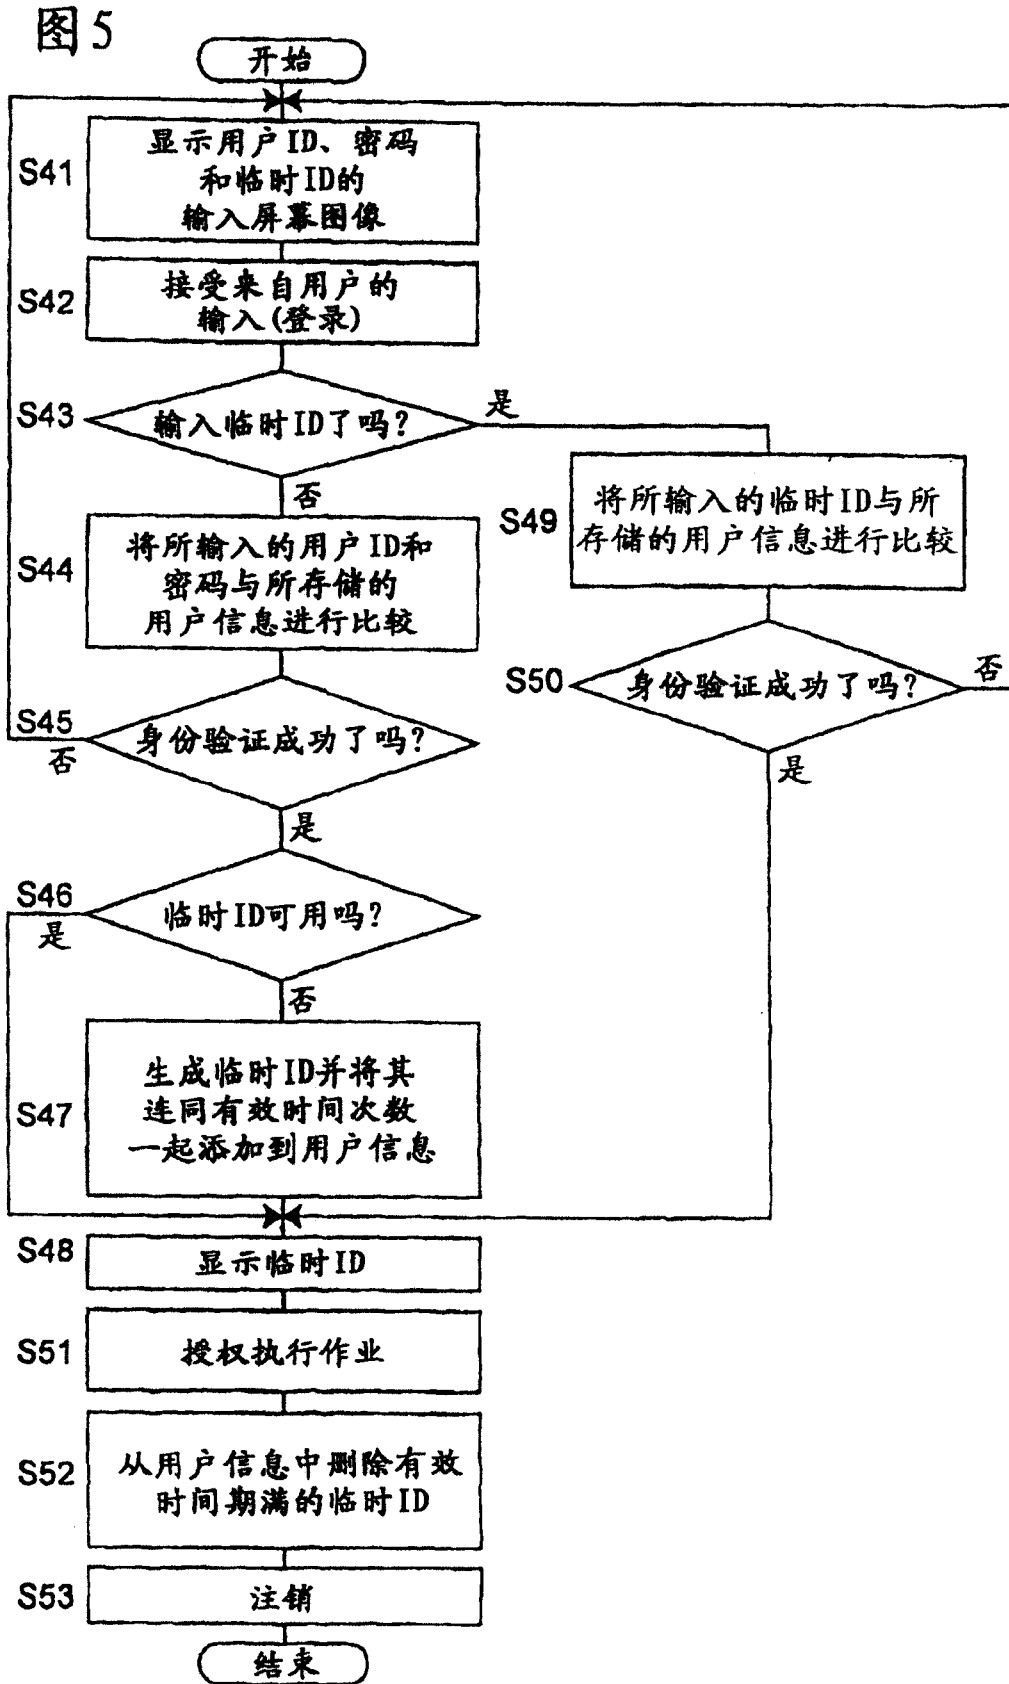 图5
开始
S41
显示用户ID、密码
和临时ID的
输入屏幕图像
S42
接受来自用户的
输入(登录)
S43
输入临时ID了吗?
是
否
S44
将所输入的用户ID和
密码与所存储的
用户信息进行比较
S49
将所输入的临时ID与所
存储的用户信息进行比较
S45
身份验证成功了吗?
否
是
S50
身份验证成功了吗?
否
是
S46
临时ID可用吗?
是
否
S47
生成临时ID并将其
连同有效时间次数
一起添加到用户信息
S48
显示临时ID
S51
授权执行作业
S52
从用户信息中删除有效
时间期满的临时ID
S53
注销
结束